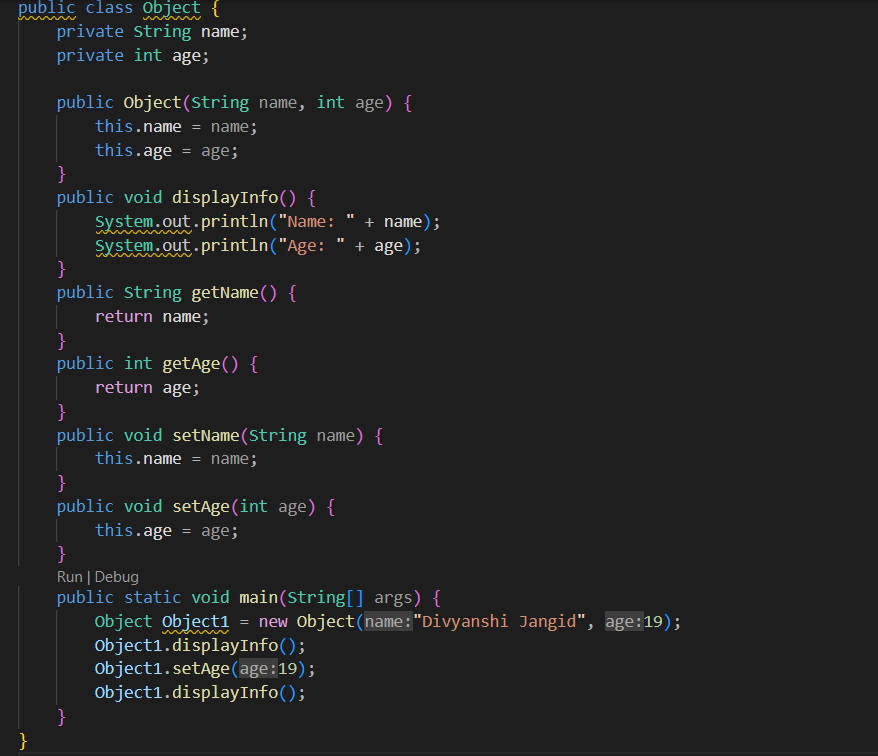 public class Object {
    private String name;
    private int age;

    public Object(String name, int age) {
        this.name = name;
        this.age = age;
    }
    public void displayInfo() {
        System.out.println("Name: " + name);
        System.out.println("Age: " + age);
    }
    public String getName() {
        return name;
    }
    public int getAge() {
        return age;
    }
    public void setName(String name) {
        this.name = name;
    }
    public void setAge(int age) {
        this.age = age;
    }
    Run | Debug
    public static void main(String[] args) {
        Object Object1 = new Object(name:"Divyanshi Jangid", age:19);
        Object1.displayInfo();
        Object1.setAge(age:19);
        Object1.displayInfo();
    }
}